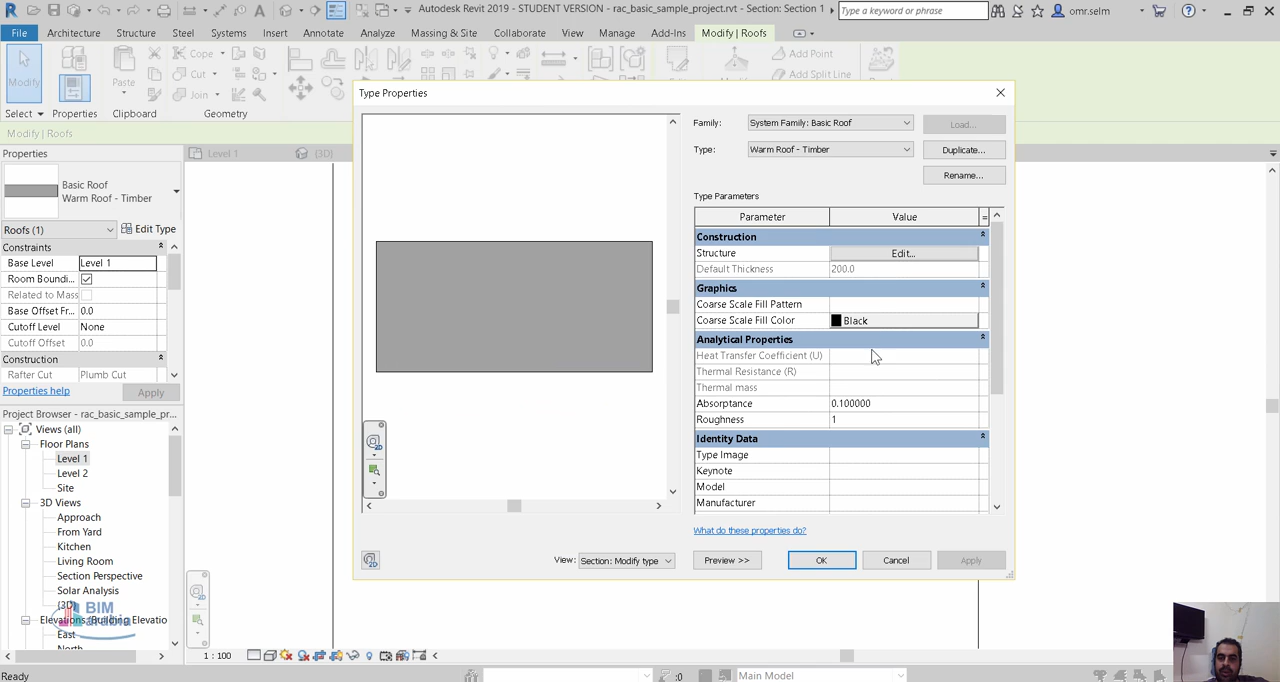 Autodesk Revit 2019 - STUDENT VERSION - rac_basic_sample_project.rvt - Section: Section 1
Type a keyword or phrase
omr.selm
File Architecture Structure Steel Systems Insert Annotate Analyze Massing & Site Collaborate View Manage Add-Ins Modify | Roofs
Modify
Paste
Cope
Cut
Join
Add Point
Add Split Line
Select Properties Clipboard Geometry
Modify | Roofs
Properties
Basic Roof
Warm Roof - Timber
Roofs (1)
Edit Type
Constraints
Base Level Level 1
Room Boundi...
Related to Mass
Base Offset Fr... 0.0
Cutoff Level None
Cutoff Offset 0.0
Construction
Rafter Cut Plumb Cut
Properties help
Apply
Project Browser - rac_basic_sample_pr...
Views (all)
Floor Plans
Level 1
Level 2
Site
3D Views
Approach
From Yard
Kitchen
Living Room
Section Perspective
Solar Analysis
{3D}
Elevations (Building Elevatio
East
North
BIM
arabia
Level 1
{3D}
Type Properties
Family: System Family: Basic Roof Load...
Type: Warm Roof - Timber Duplicate...
Rename...
Type Parameters
Parameter Value =
Construction
Structure Edit...
Default Thickness 200.0
Graphics
Coarse Scale Fill Pattern
Coarse Scale Fill Color Black
Analytical Properties
Heat Transfer Coefficient (U)
Thermal Resistance (R)
Thermal mass
Absorptance 0.100000
Roughness 1
Identity Data
Type Image
Keynote
Model
Manufacturer
What do these properties do?
View: Section: Modify type Preview >> OK Cancel Apply
1 : 100
Ready
:0
Main Model